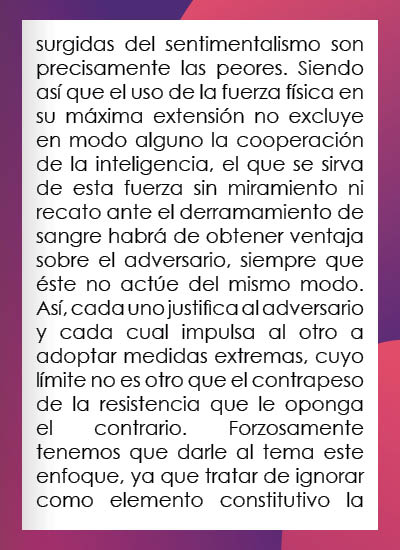 surgidas del sentimentalismo son
precisamente las peores. Siendo
así que el uso de la fuerza física en
su máxima extensión no excluye
en modo alguno la cooperación
de la inteligencia, el que se sirva
de esta fuerza sin miramiento ni
recato ante el derramamiento de
sangre habrá de obtener ventaja
sobre el adversario, siempre que
éste no actúe del mismo modo.
Así, cada uno justifica al adversario
y cada cual impulsa al otro a
adoptar medidas extremas, cuyo
límite no es otro que el contrapeso
de la resistencia que le oponga
el contrario. Forzosamente
tenemos que darle al tema este
enfoque, ya que tratar de ignorar
como elemento constitutivo la